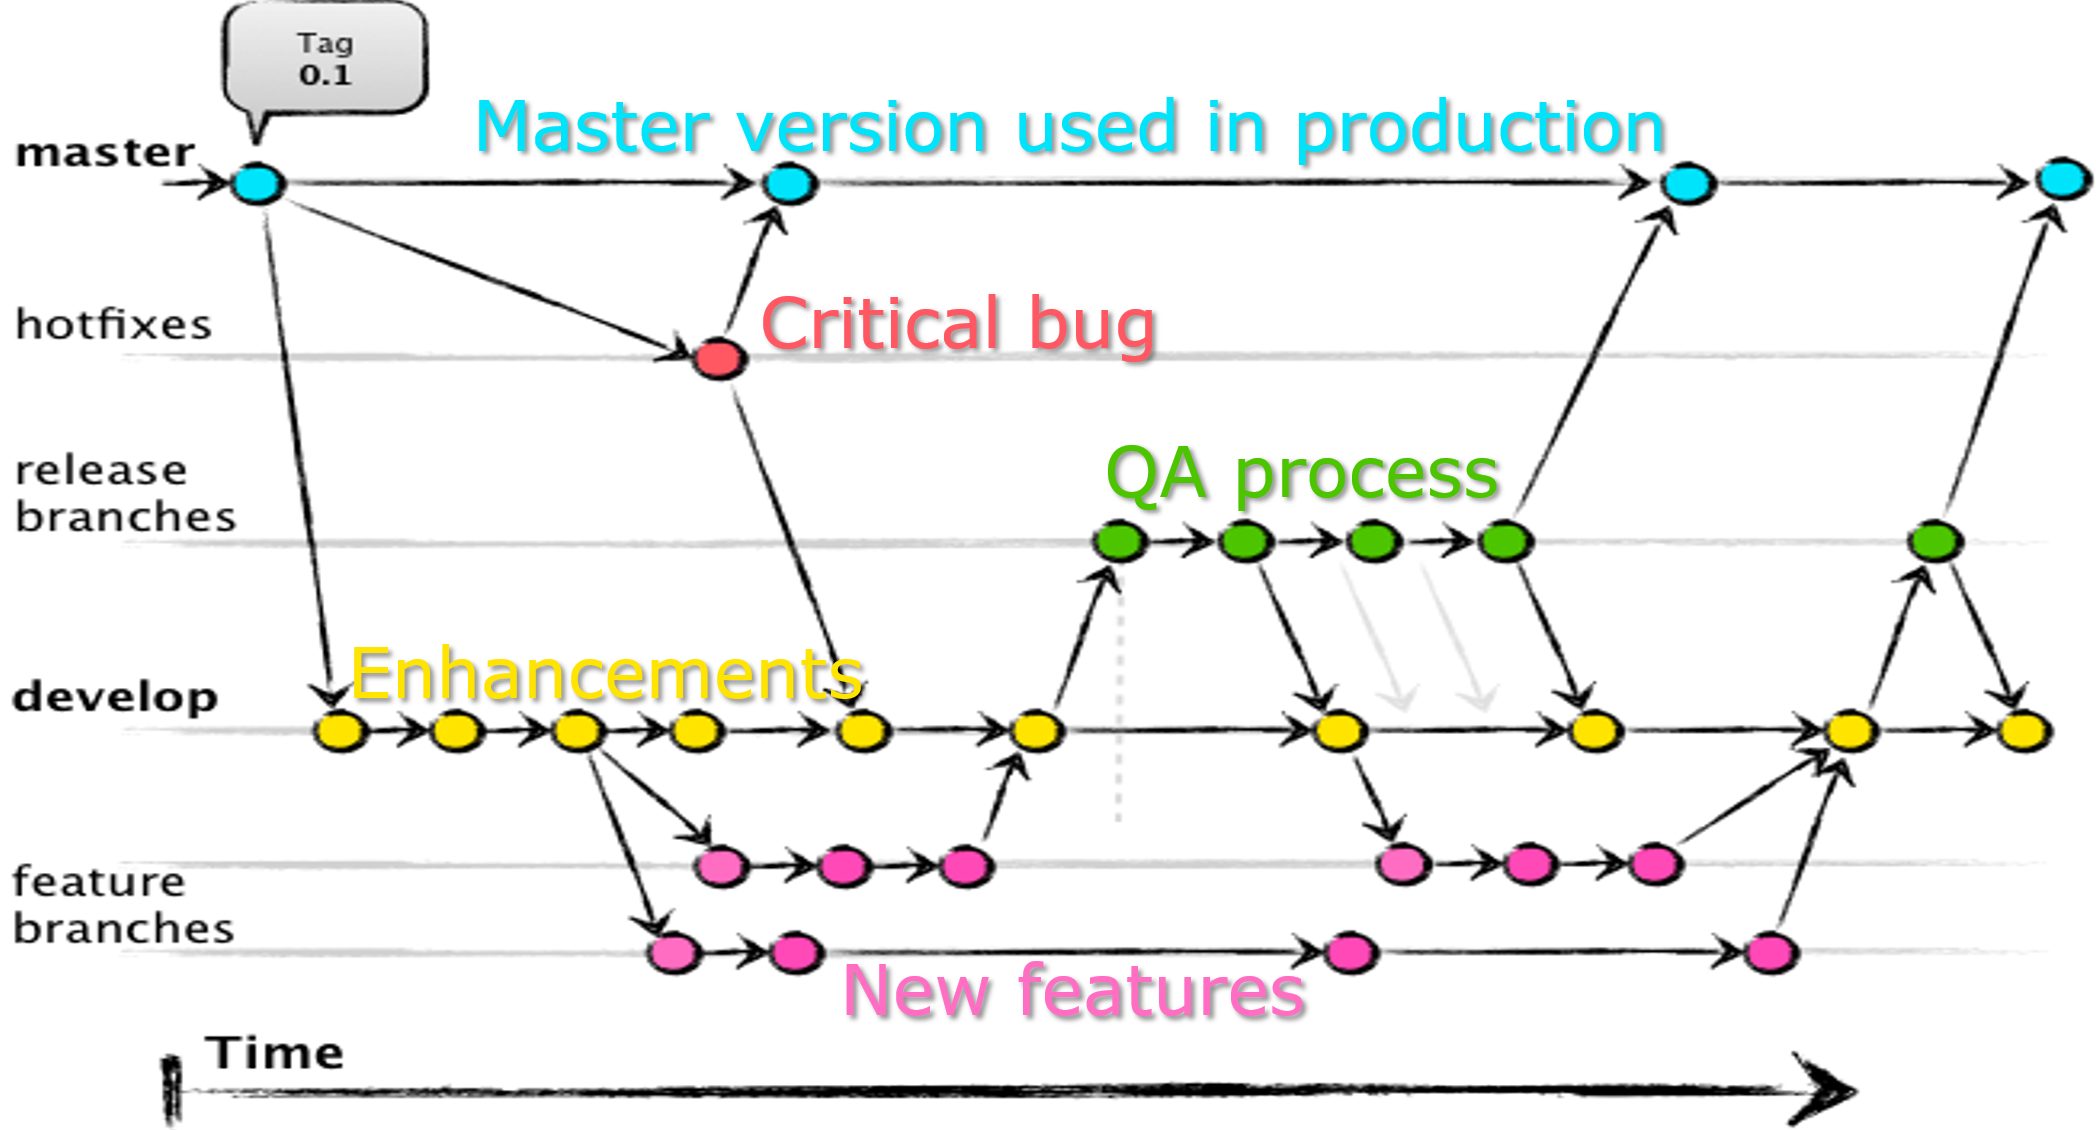 Tag
0.1
Master version used in production
master
hotfixes
Critical bug
release
branches
QA process
Enhancements
develop
feature
branches
New features
Time